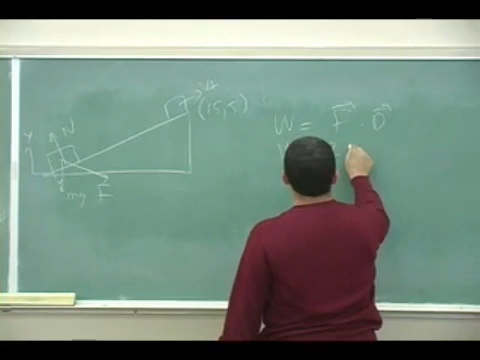 (15,5)
Y
N
mg
F
W = F · D